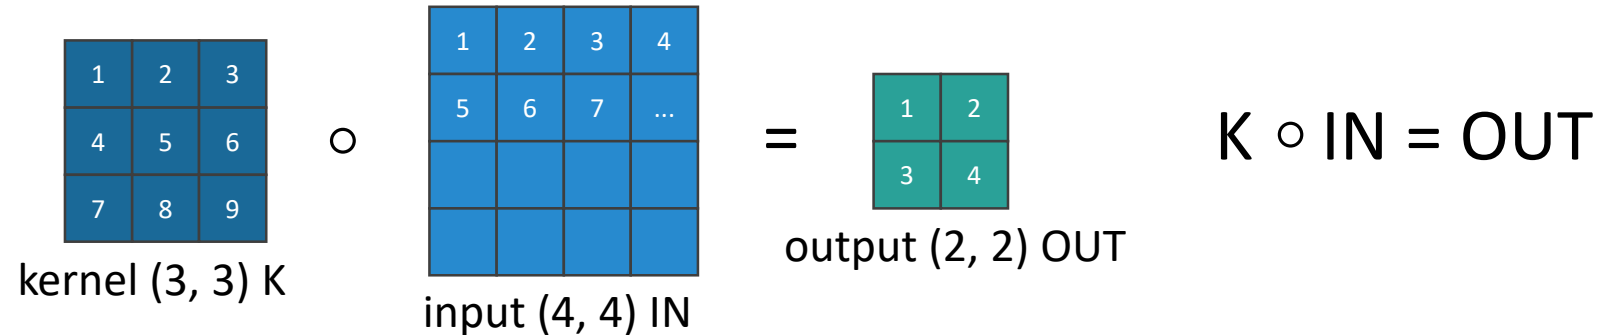 1 2 3
4 5 6
7 8 9
kernel (3, 3) K
∘
1 2 3 4
5 6 7 ...
input (4, 4) IN
=
1 2
3 4
output (2, 2) OUT
K ∘ IN = OUT